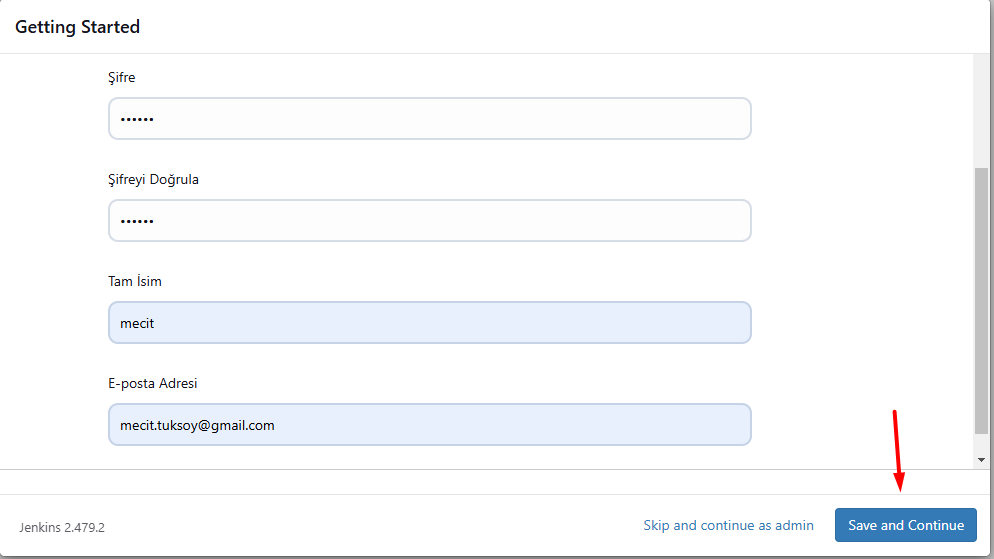 Getting Started
Şifre
••••••
Şifreyi Doğrula
••••••
Tam İsim
mecit
E-posta Adresi
mecit.tuksoy@gmail.com
Jenkins 2.479.2
Skip and continue as admin
Save and Continue